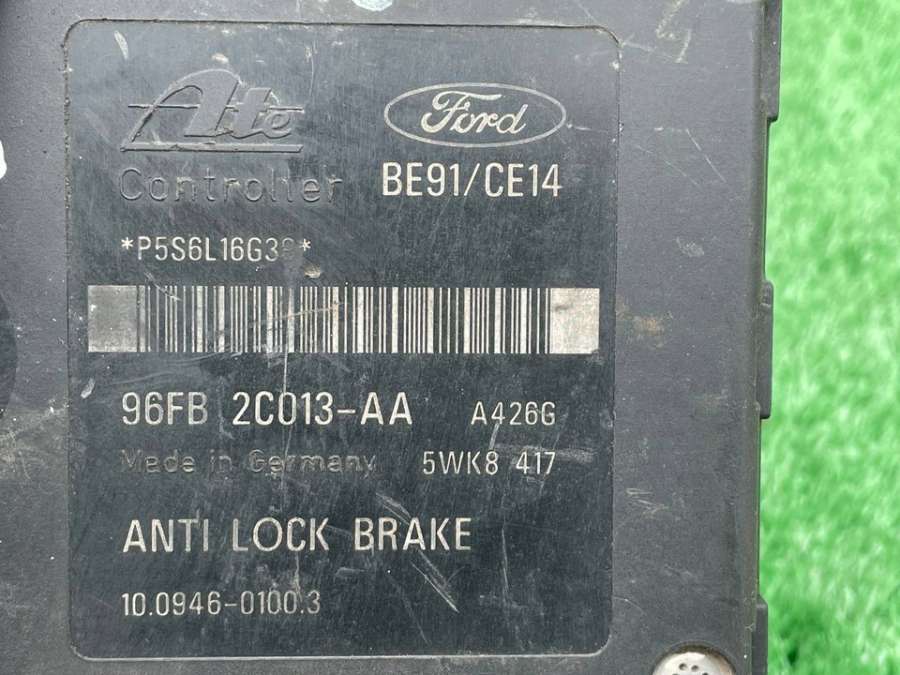 Ate
Ford
Controller
BE91/CE14
*P5S6L16G3 *
96FB 2C013-AA A426G
Made in Germany 5WK8 417
ANTI LOCK BRAKE
10.0946-0100.3